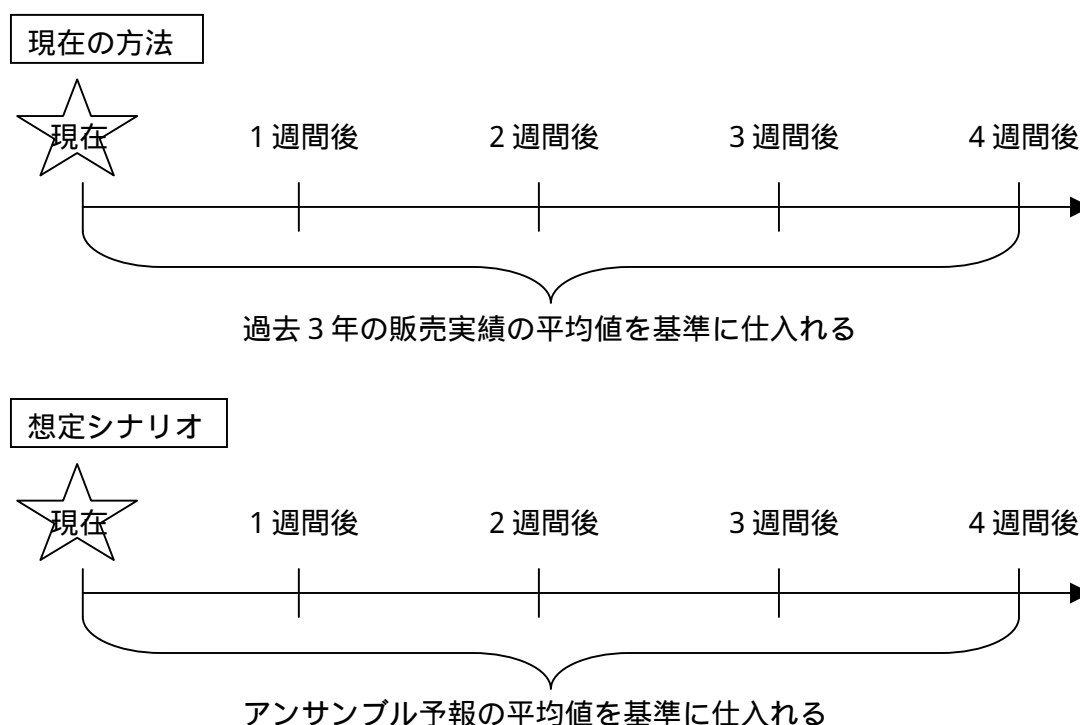 現在の方法
現在 1週間後 2週間後 3週間後 4週間後
過去3年の販売実績の平均値を基準に仕入れる
想定シナリオ
現在 1週間後 2週間後 3週間後 4週間後
アンサンブル予報の平均値を基準に仕入れる